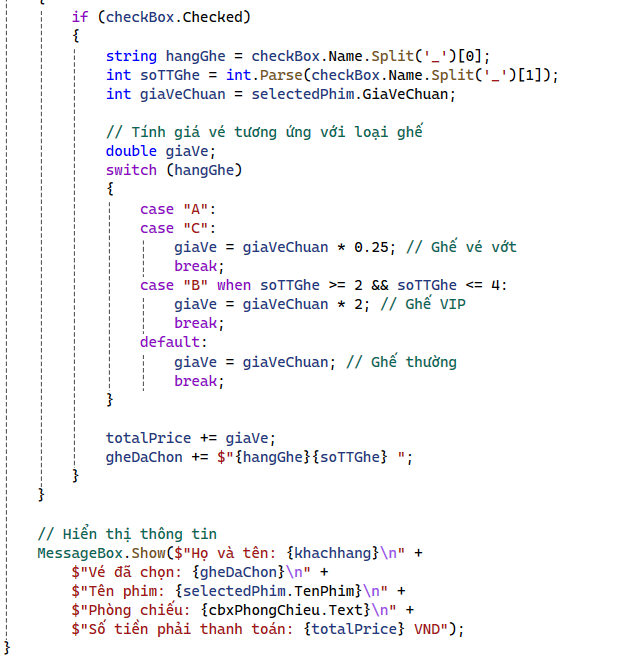 {
if (checkBox.Checked)
{
string hangGhe = checkBox.Name.Split('_')[0];
int soTTGhe = int.Parse(checkBox.Name.Split('_')[1]);
int giaVeChuan = selectedPhim.GiaVeChuan;
// Tính giá vé tương ứng với loại ghế
double giaVe;
switch (hangGhe)
{
case "A":
case "C":
giaVe = giaVeChuan * 0.25; // Ghế vé vớt
break;
case "B" when soTTGhe >= 2 && soTTGhe <= 4:
giaVe = giaVeChuan * 2; // Ghế VIP
break;
default:
giaVe = giaVeChuan; // Ghế thường
break;
}
totalPrice += giaVe;
gheDaChon += $"{hangGhe}{soTTGhe} ";
}
}
// Hiển thị thông tin
MessageBox.Show($"Họ và tên: {khachhang}\n" +
$"Vé đã chọn: {gheDaChon}\n" +
$"Tên phim: {selectedPhim.TenPhim}\n" +
$"Phòng chiếu: {cbxPhongChieu.Text}\n" +
$"Số tiền phải thanh toán: {totalPrice} VND");
}